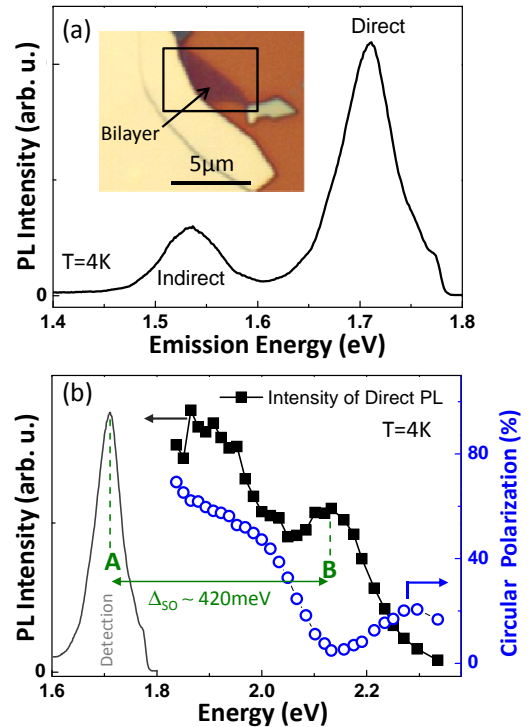 (a)
Direct
Bilayer
5μm
T=4K
Indirect
PL Intensity (arb. u.)
0
1.4 1.5 1.6 1.7 1.8
Emission Energy (eV)
(b)
Intensity of Direct PL
T=4K
PL Intensity (arb. u.)
0
A
B
ΔSO ~ 420meV
Detection
80
40
0
Circular Polarization (%)
1.6 1.8 2.0 2.2
Energy (eV)